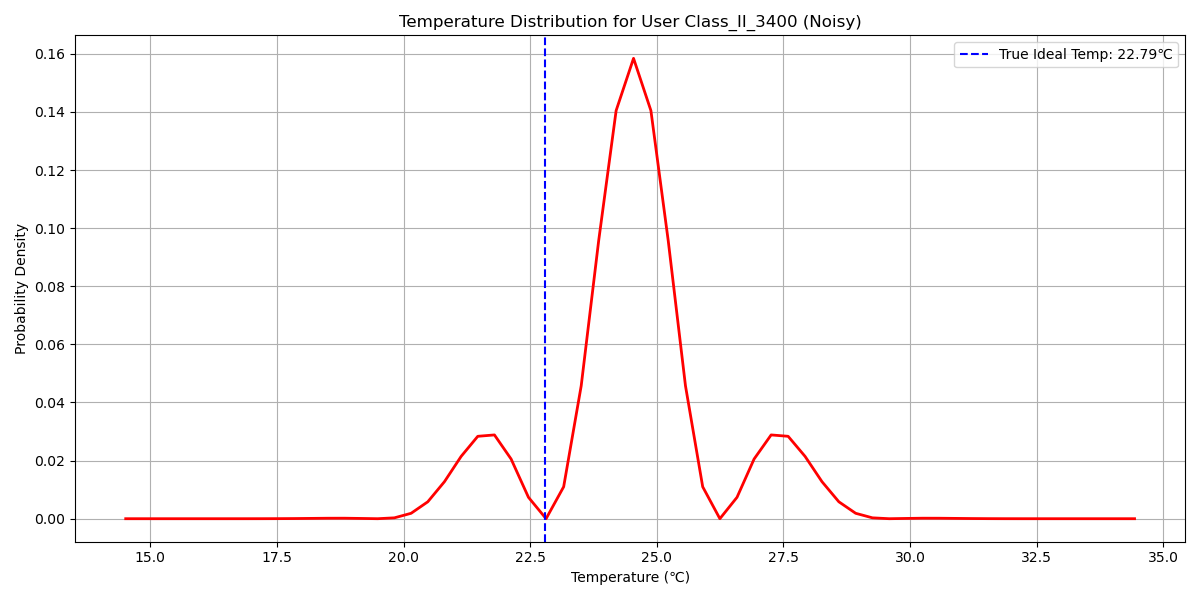 Temperature Distribution for User Class_II_3400 (Noisy)
True Ideal Temp: 22.79℃
Probability Density
0.16
0.14
0.12
0.10
0.08
0.06
0.04
0.02
0.00
15.0 17.5 20.0 22.5 25.0 27.5 30.0 32.5 35.0
Temperature (℃)